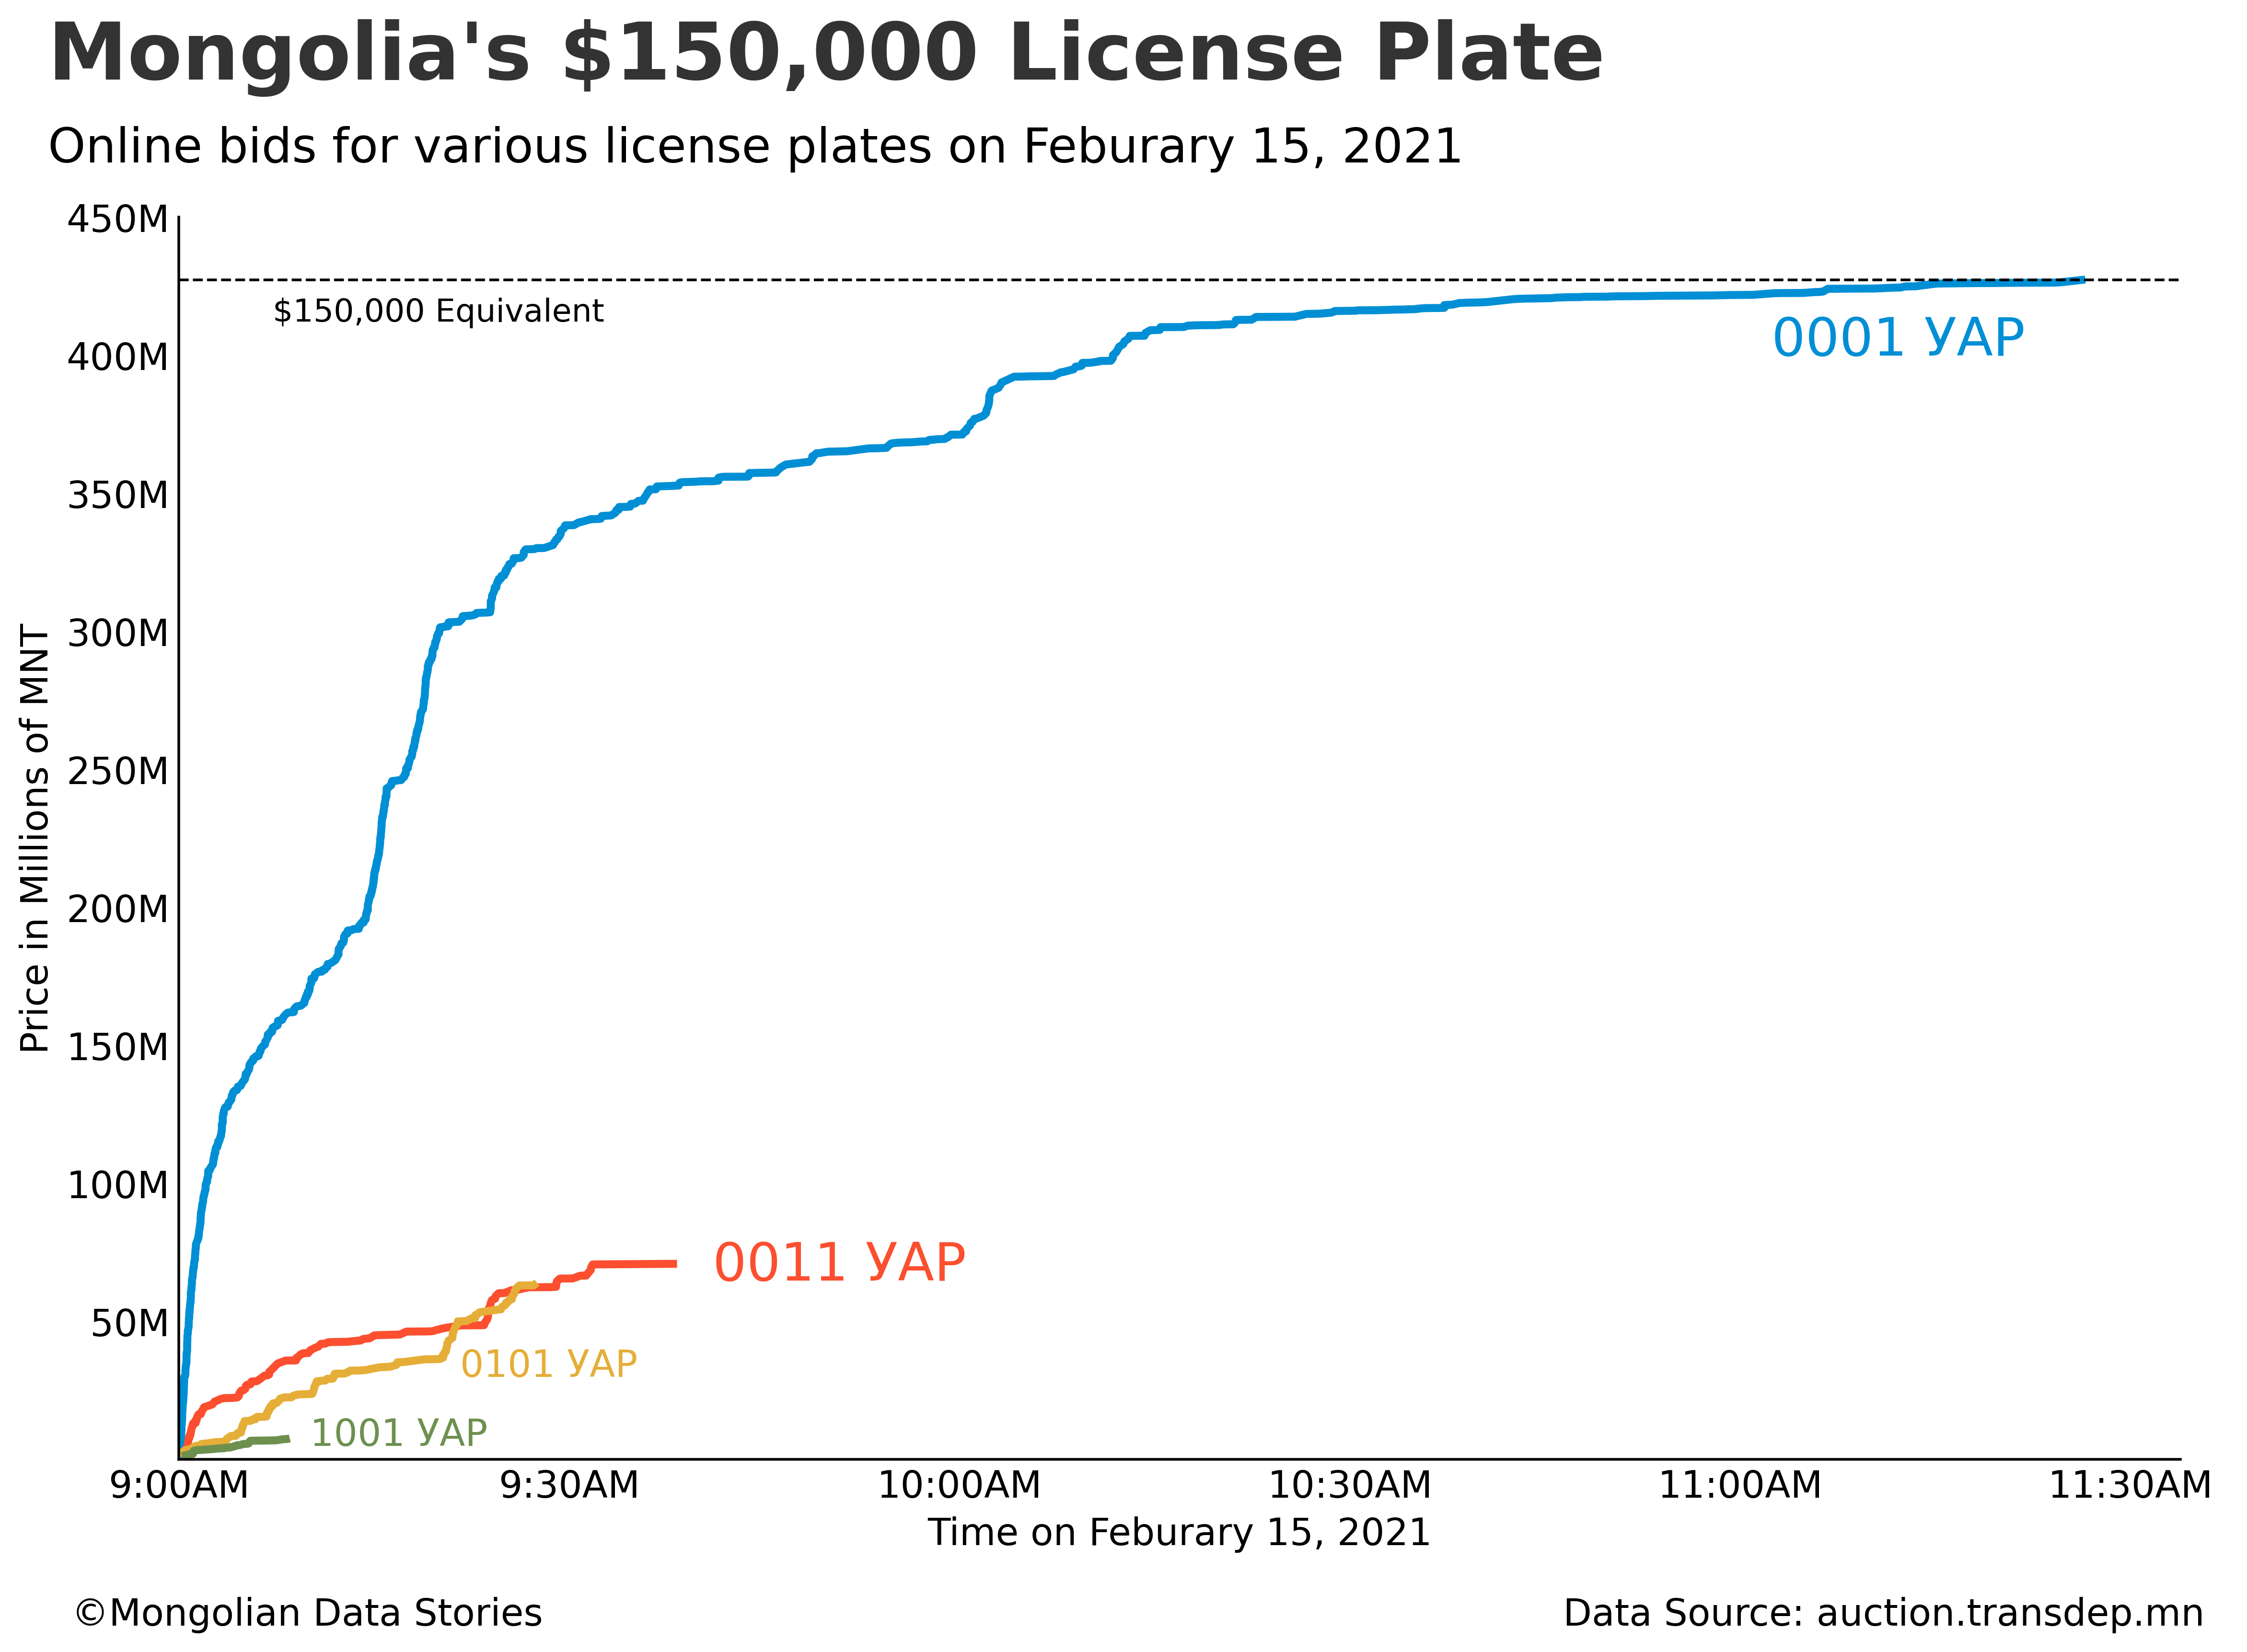 Mongolia's $150,000 License Plate
Online bids for various license plates on Feburary 15, 2021
450M
$150,000 Equivalent
0001 УАР
400M
350M
300M
250M
200M
150M
100M
50M
Price in Millions of MNT
0011 УАР
0101 УАР
1001 УАР
9:00AM 9:30AM 10:00AM 10:30AM 11:00AM 11:30AM
Time on Feburary 15, 2021
©Mongolian Data Stories
Data Source: auction.transdep.mn